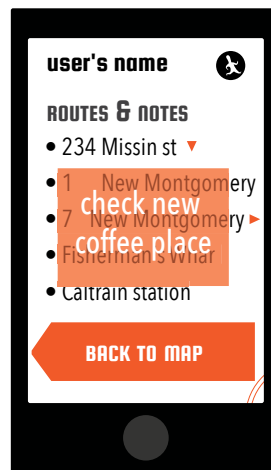 user's name
ROUTES & NOTES
• 234 Missin st
• 1 New Montgomery
check new
• 7 New Montgomery
coffee place
• Fisherman's Whar
• Caltrain station
BACK TO MAP